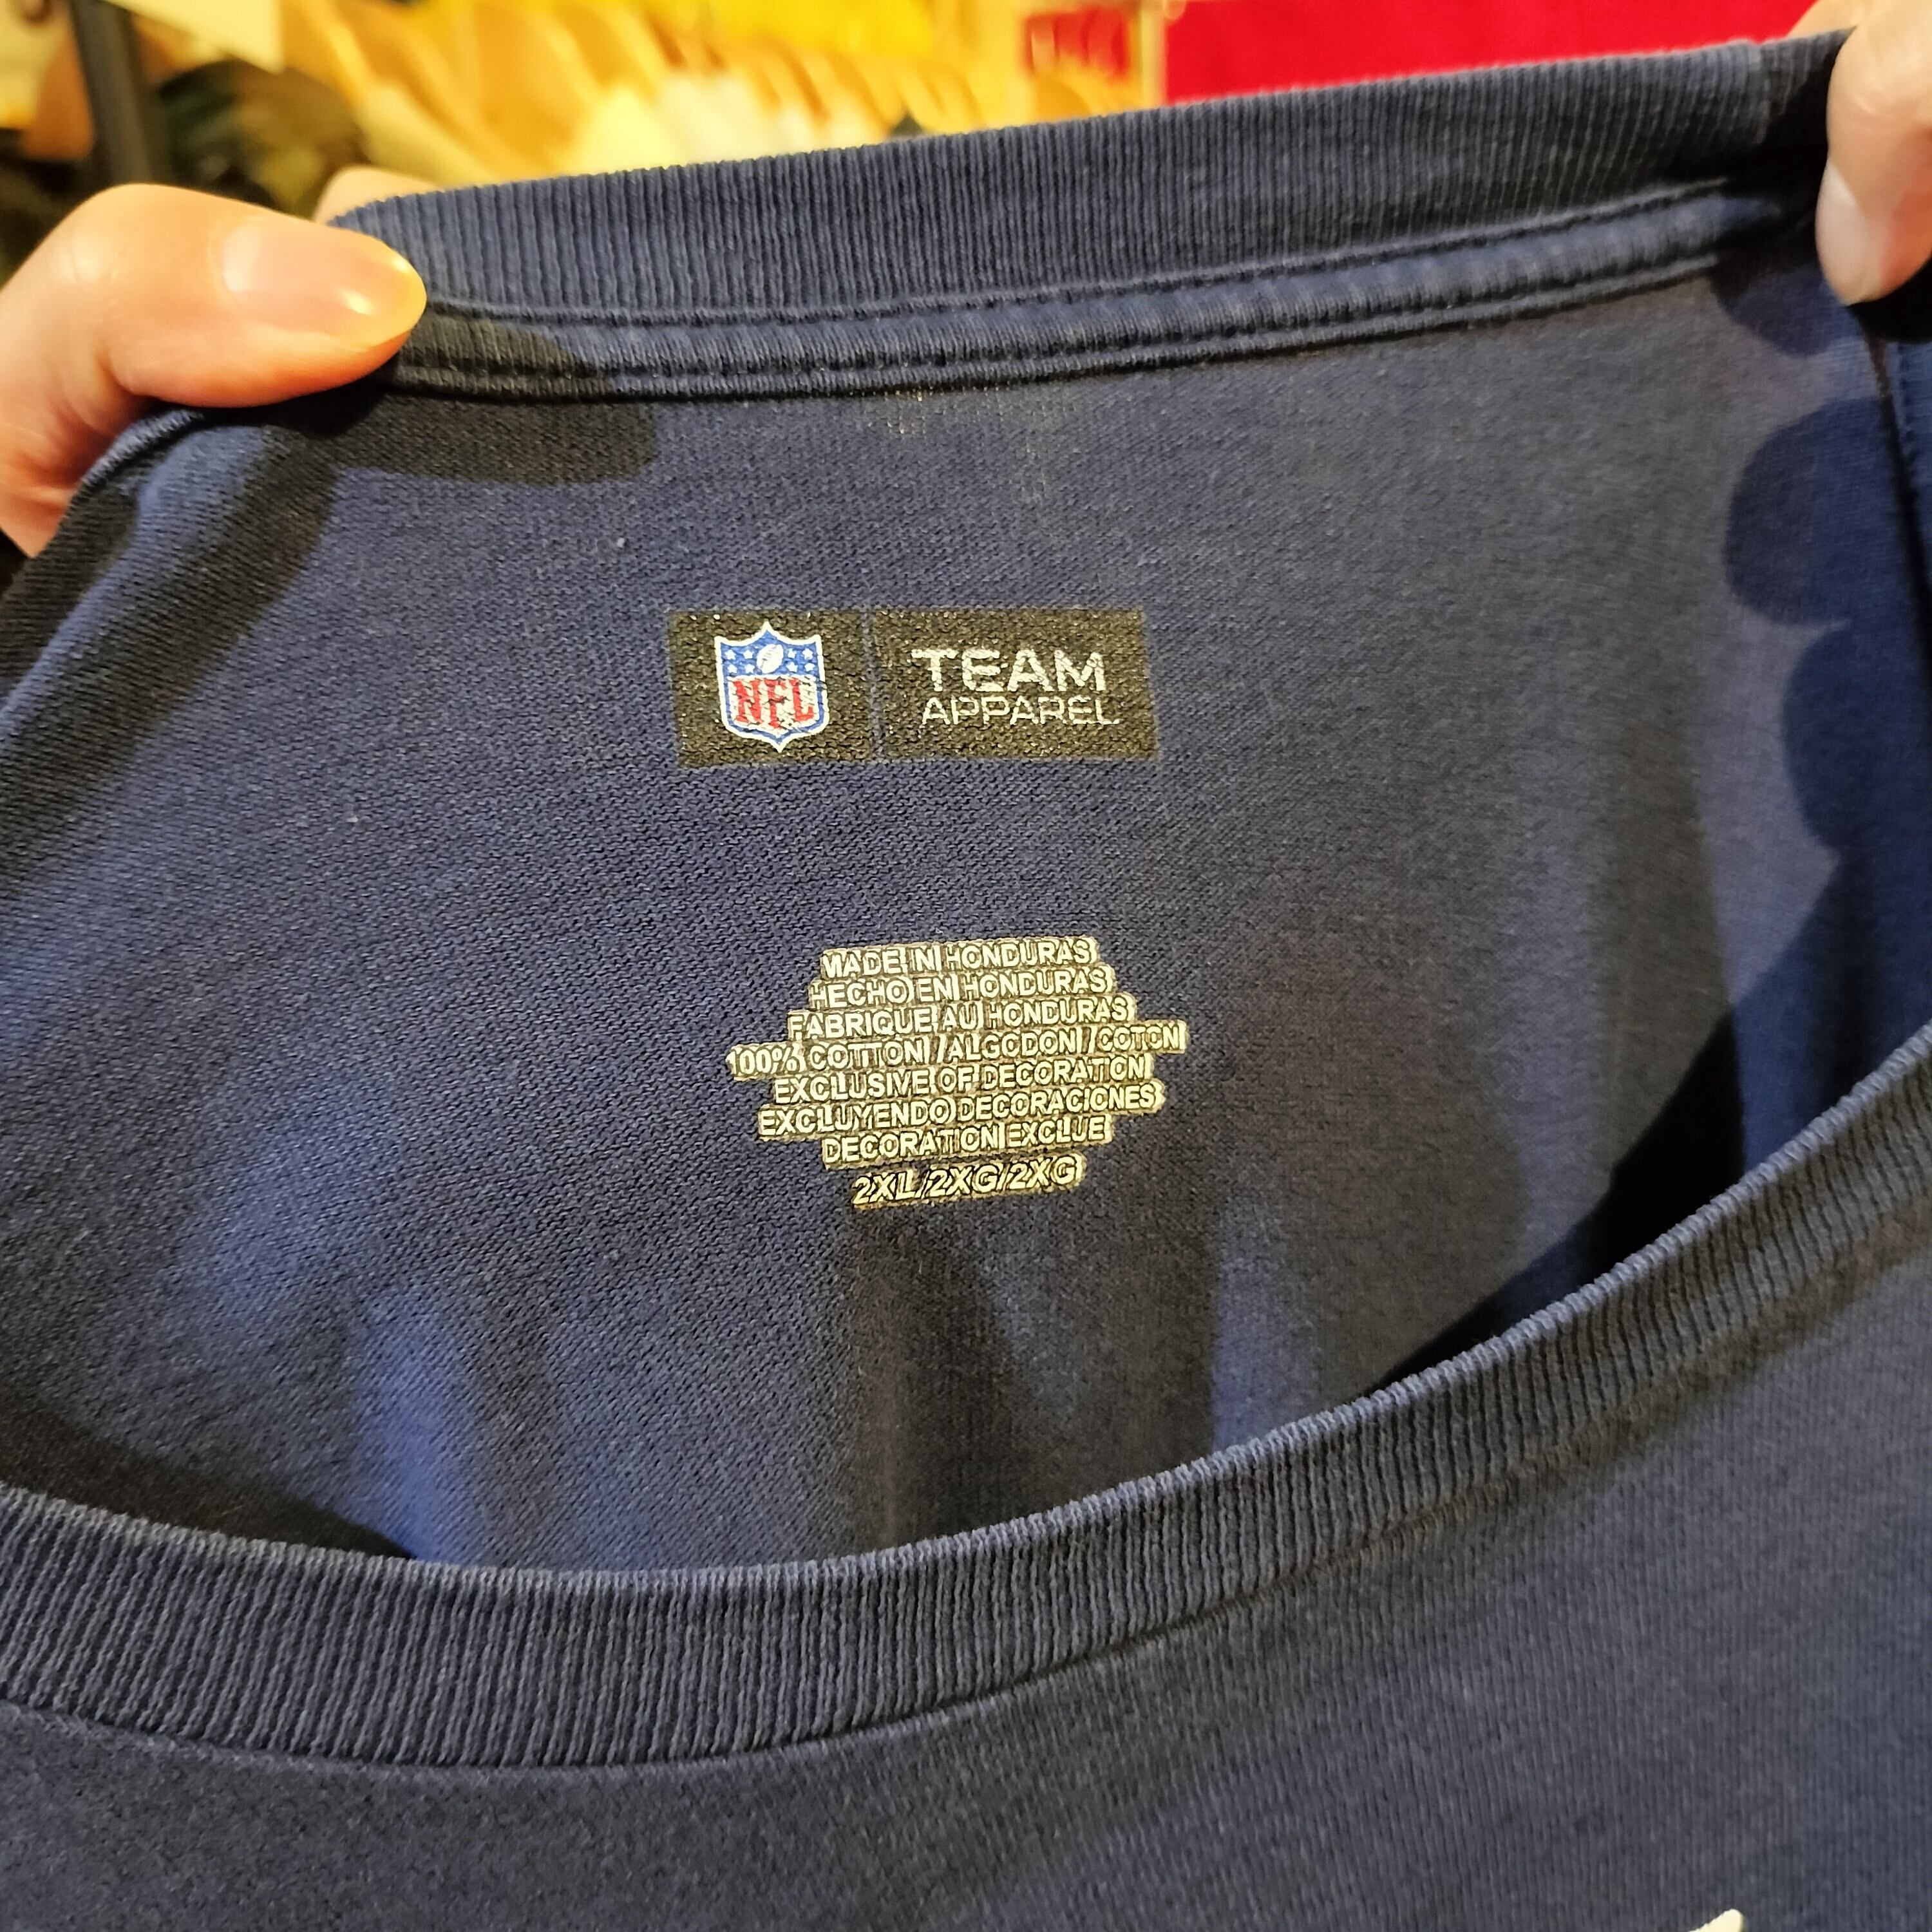 NFL
TEAM
APPAREL
MADE IN HONDURAS
HECHO EN HONDURAS
FABRIQUE AU HONDURAS
100% COTTON / ALGODON / COTON
EXCLUSIVE OF DECORATION
EXCLUYENDO DECORACIONES
DECORATION EXCLUE
2XL/2XG/2XG